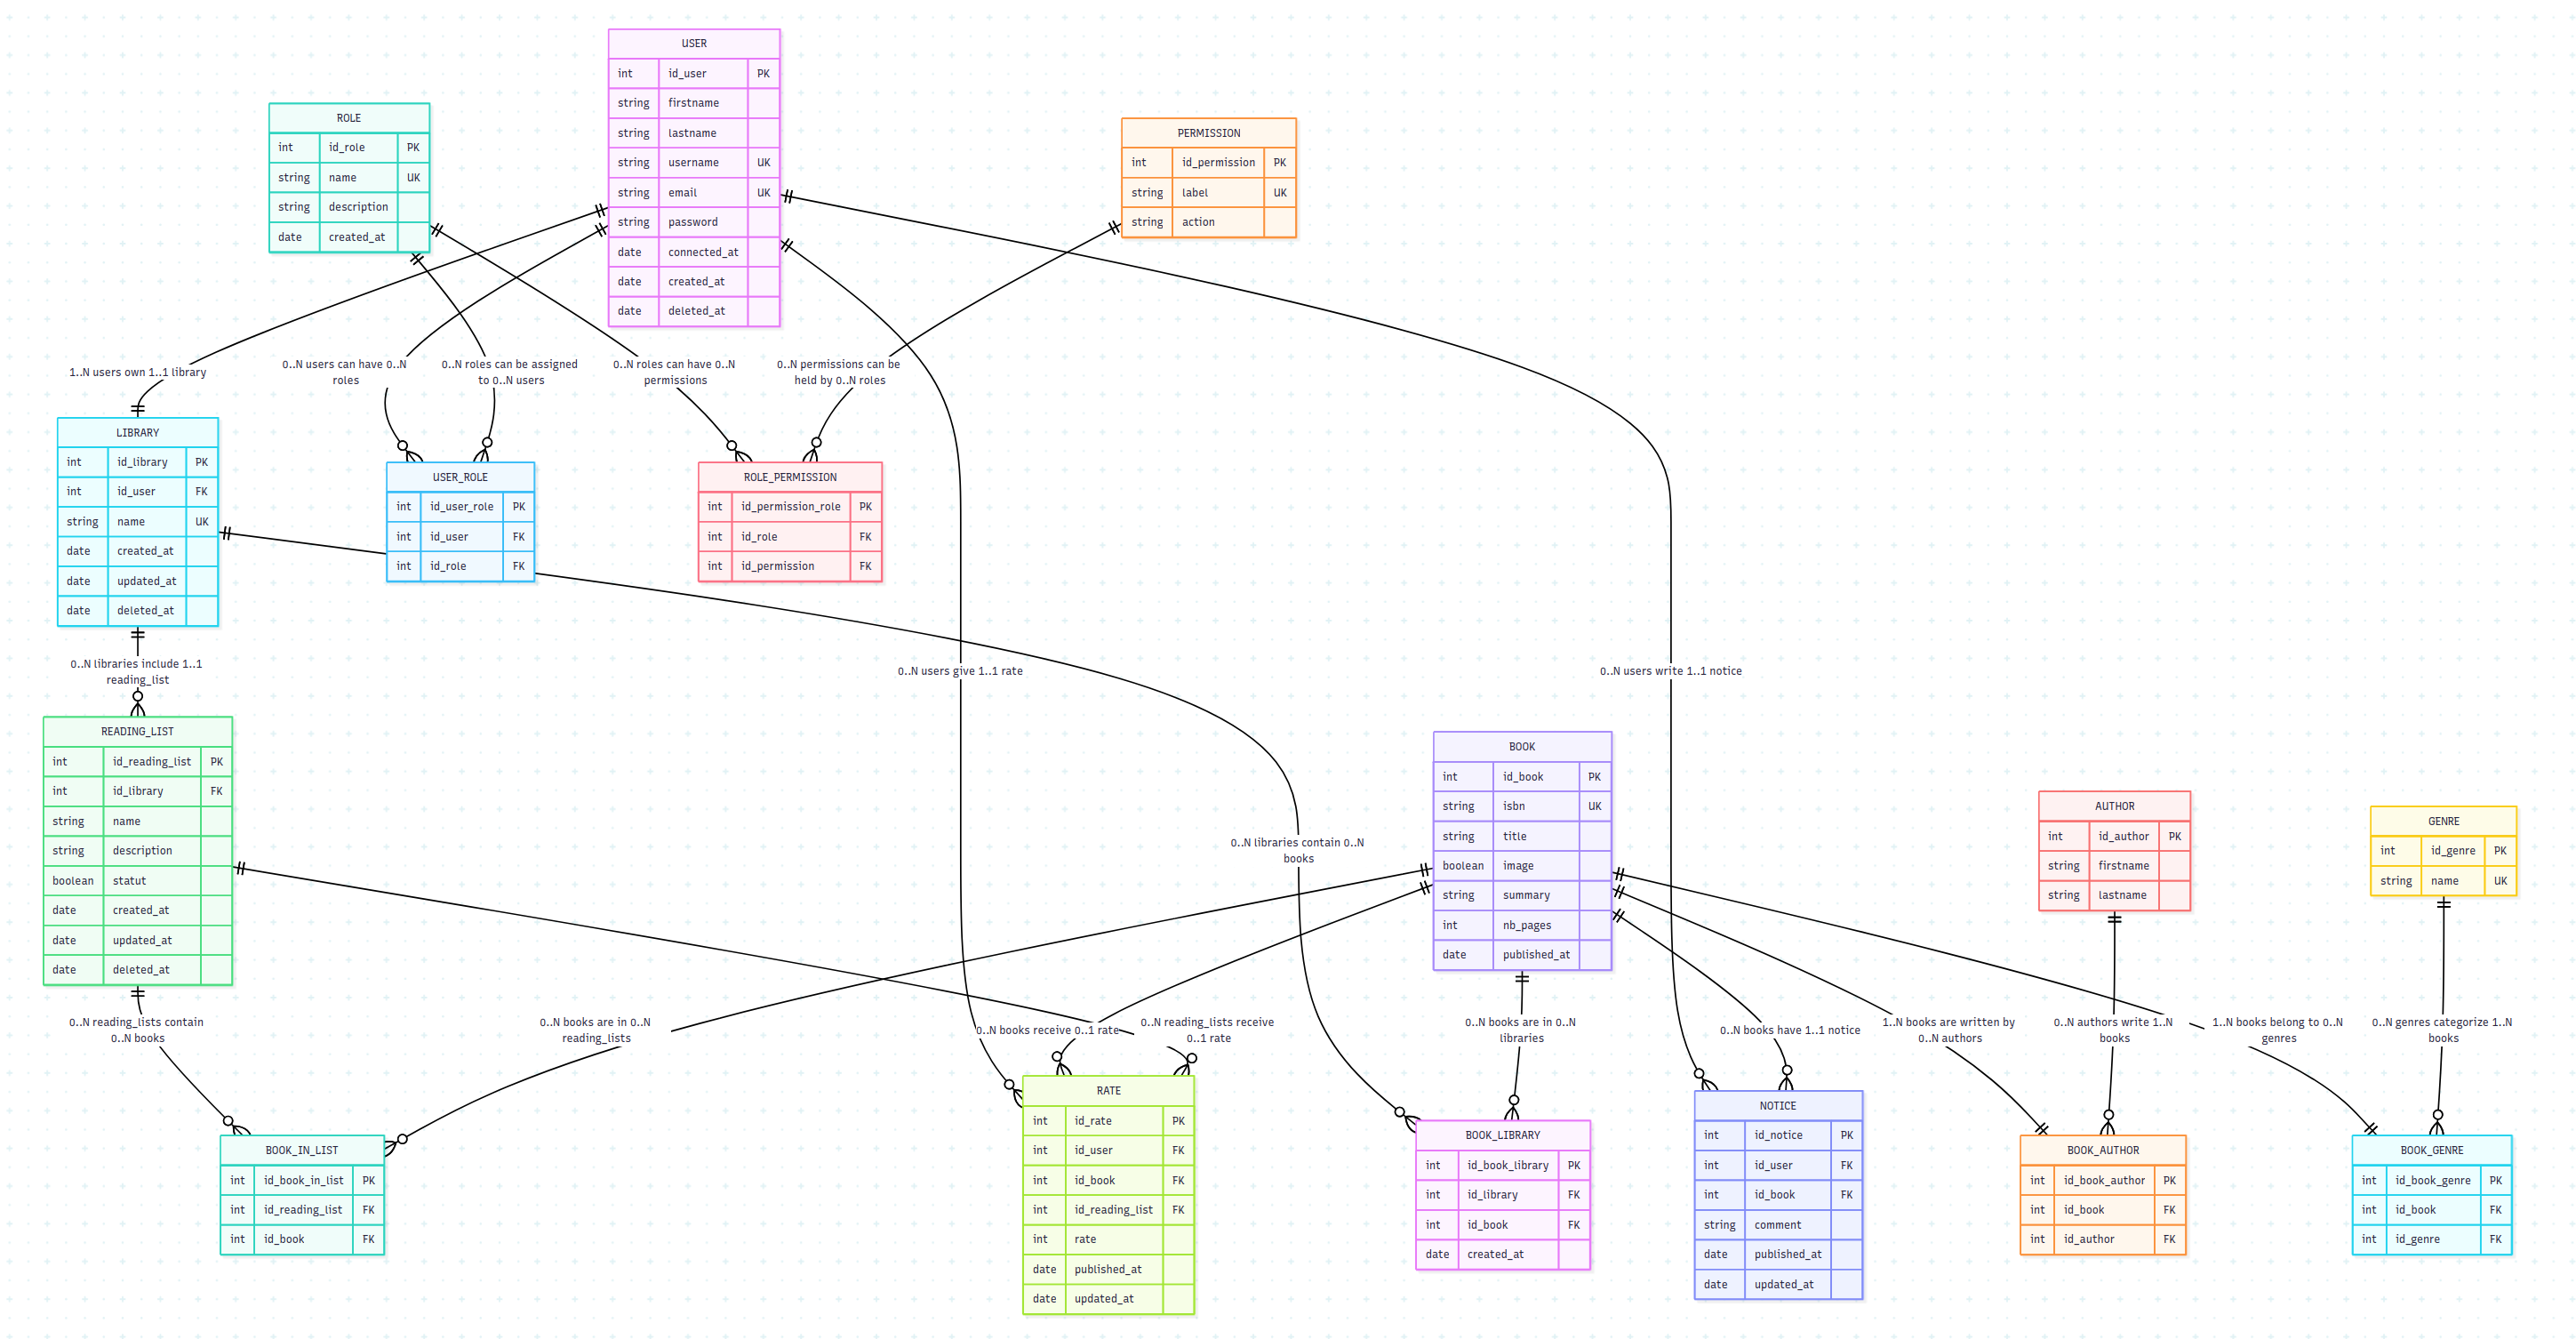 USER
int id_user PK
string firstname
string lastname
string username UK
string email UK
string password
date connected_at
date created_at
date deleted_at
ROLE
int id_role PK
string name UK
string description
date created_at
PERMISSION
int id_permission PK
string label UK
string action
1..N users own 1..1 library
0..N users can have 0..N
roles
0..N roles can be assigned
to 0..N users
0..N roles can have 0..N
permissions
0..N permissions can be
held by 0..N roles
LIBRARY
int id_library PK
int id_user FK
string name UK
date created_at
date updated_at
date deleted_at
USER_ROLE
int id_user_role PK
int id_user FK
int id_role FK
ROLE_PERMISSION
int id_permission_role PK
int id_role FK
int id_permission FK
0..N libraries include 1..1
reading_list
0..N users give 1..1 rate
0..N users write 1..1 notice
READING_LIST
int id_reading_list PK
int id_library FK
string name
string description
boolean statut
date created_at
date updated_at
date deleted_at
0..N libraries contain 0..N
books
BOOK
int id_book PK
string isbn UK
string title
boolean image
string summary
int nb_pages
date published_at
AUTHOR
int id_author PK
string firstname
string lastname
GENRE
int id_genre PK
string name UK
0..N reading_lists contain
0..N books
0..N books are in 0..N
reading_lists
0..N books receive 0..1 rate
0..N reading_lists receive
0..1 rate
0..N books are in 0..N
libraries
0..N books have 1..1 notice
1..N books are written by
0..N authors
0..N authors write 1..N
books
1..N books belong to 0..N
genres
0..N genres categorize 1..N
books
BOOK_IN_LIST
int id_book_in_list PK
int id_reading_list FK
int id_book FK
RATE
int id_rate PK
int id_user FK
int id_book FK
int id_reading_list FK
int rate
date published_at
date updated_at
BOOK_LIBRARY
int id_book_library PK
int id_library FK
int id_book FK
date created_at
NOTICE
int id_notice PK
int id_user FK
int id_book FK
string comment
date published_at
date updated_at
BOOK_AUTHOR
int id_book_author PK
int id_book FK
int id_author FK
BOOK_GENRE
int id_book_genre PK
int id_book FK
int id_genre FK